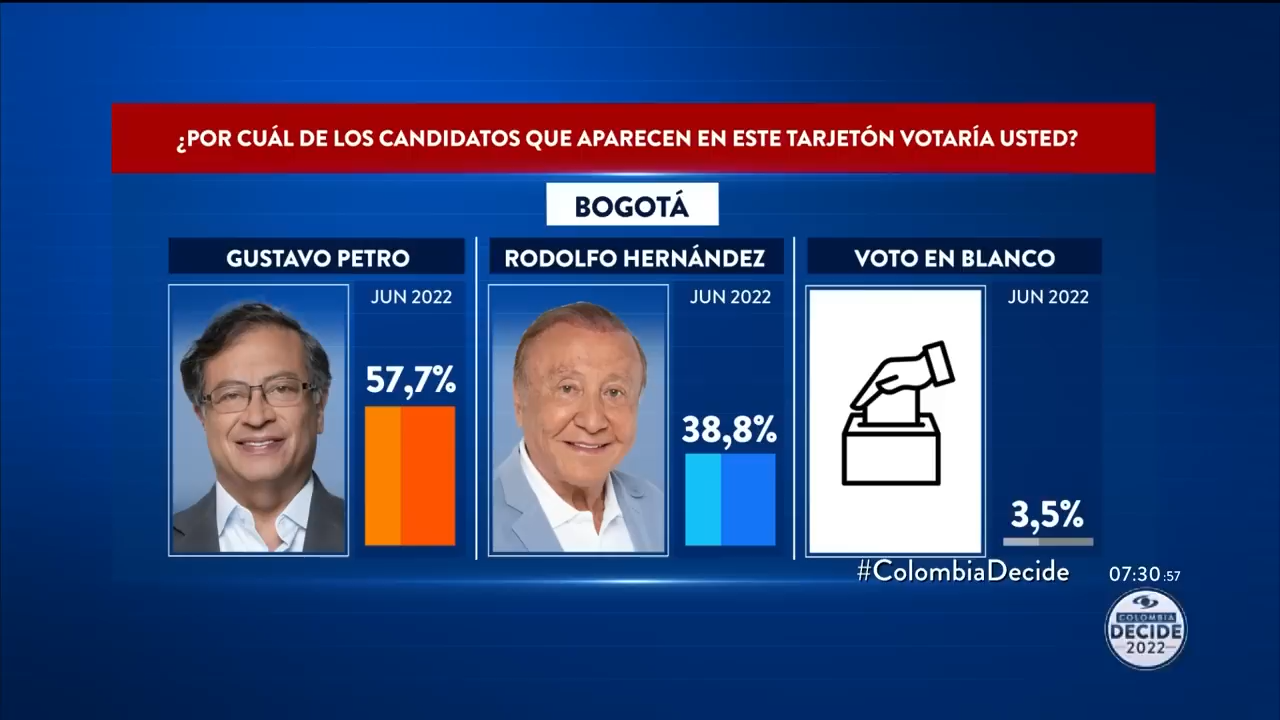 ¿POR CUÁL DE LOS CANDIDATOS QUE APARECEN EN ESTE TARJETÓN VOTARÍA USTED?
BOGOTÁ
GUSTAVO PETRO
JUN 2022
57,7%
RODOLFO HERNÁNDEZ
JUN 2022
38,8%
VOTO EN BLANCO
JUN 2022
3,5%
#ColombiaDecide
07:30:57
COLOMBIA
DECIDE
2022